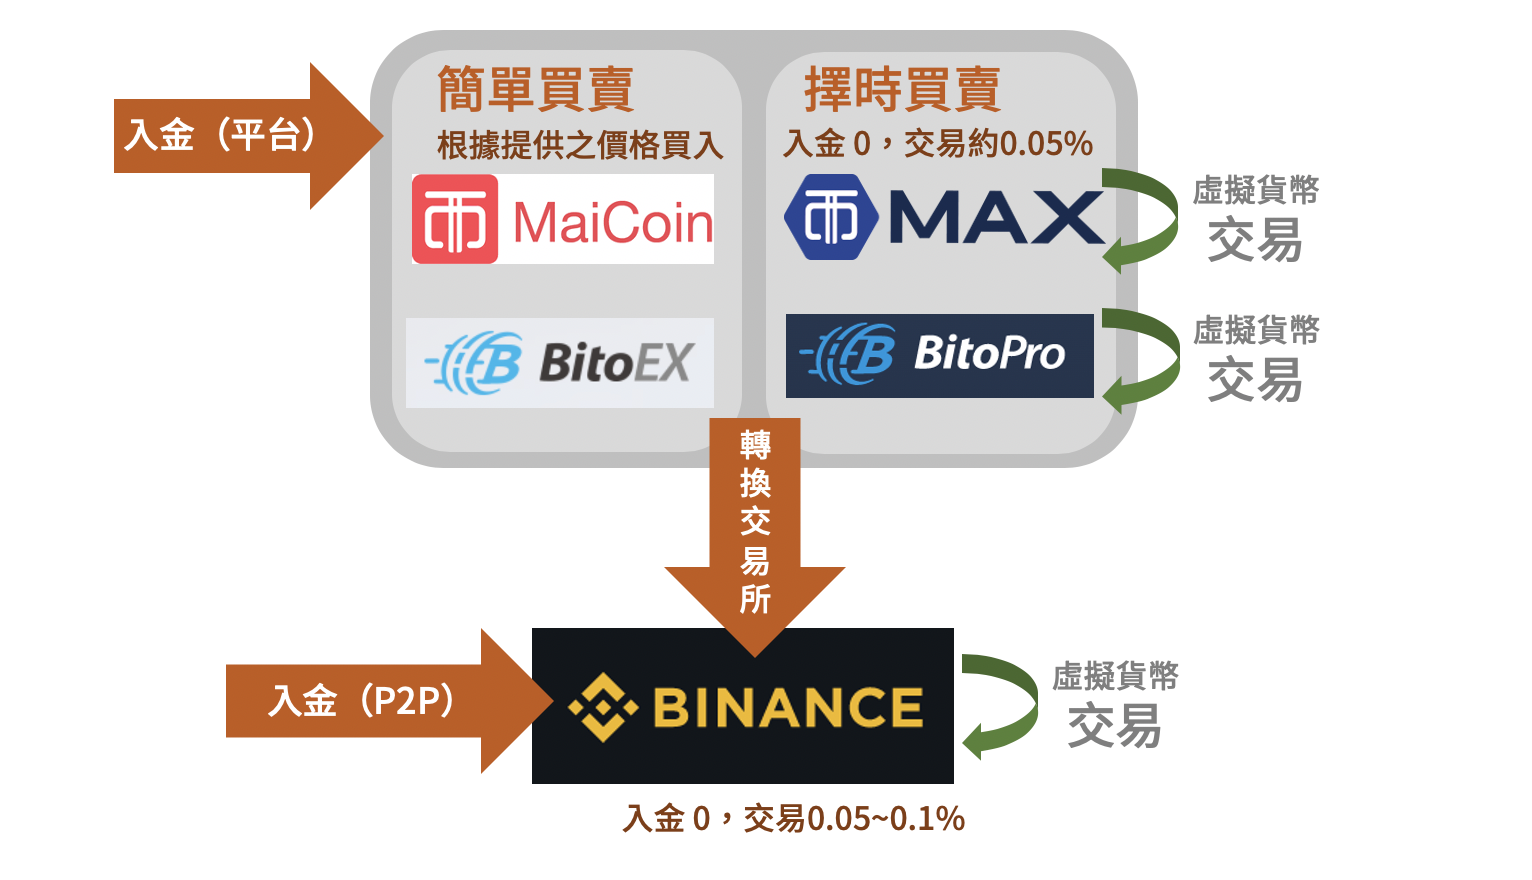 簡單買賣
根據提供之價格買入
擇時買賣
入金 0，交易約0.05%
入金（平台）
MaiCoin
MAX
虛擬貨幣
交易
BitoEX
BitoPro
虛擬貨幣
交易
轉
換
交
易
所
入金（P2P）
BINANCE
虛擬貨幣
交易
入金 0，交易0.05~0.1%